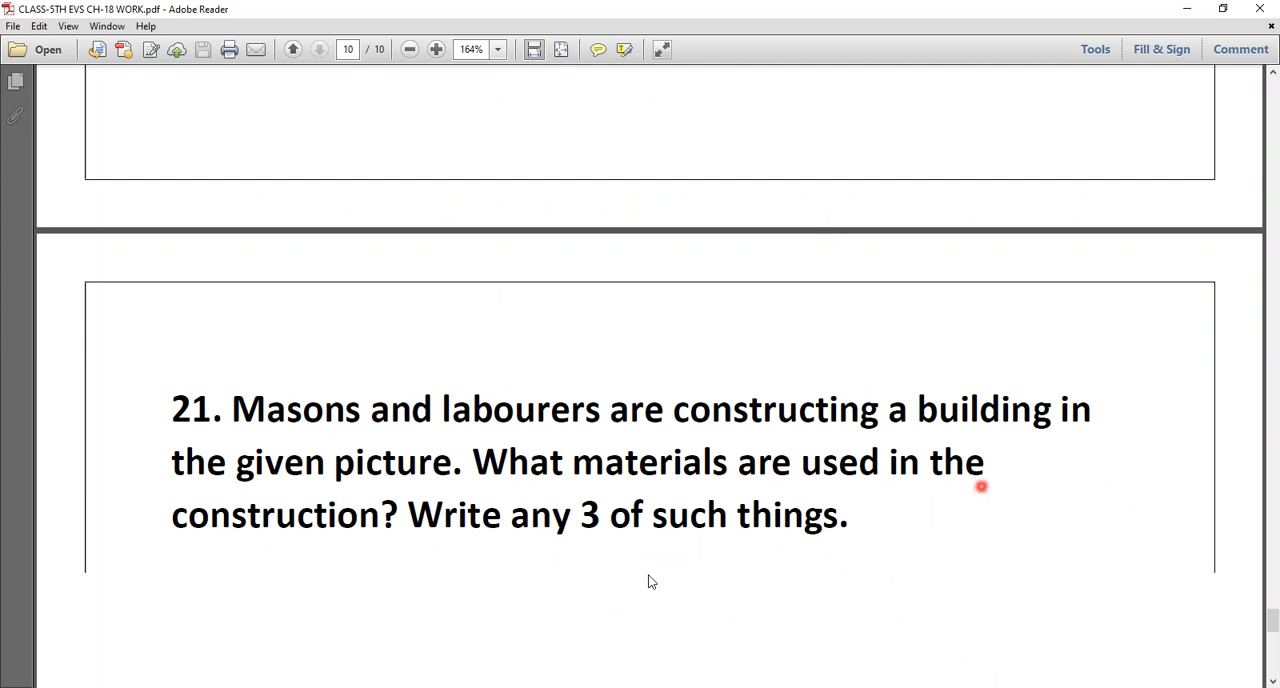 CLASS-5TH EVS CH-18 WORK.pdf - Adobe Reader
File Edit View Window Help
Open 10 / 10 164% Tools Fill & Sign Comment
21. Masons and labourers are constructing a building in
the given picture. What materials are used in the
construction? Write any 3 of such things.